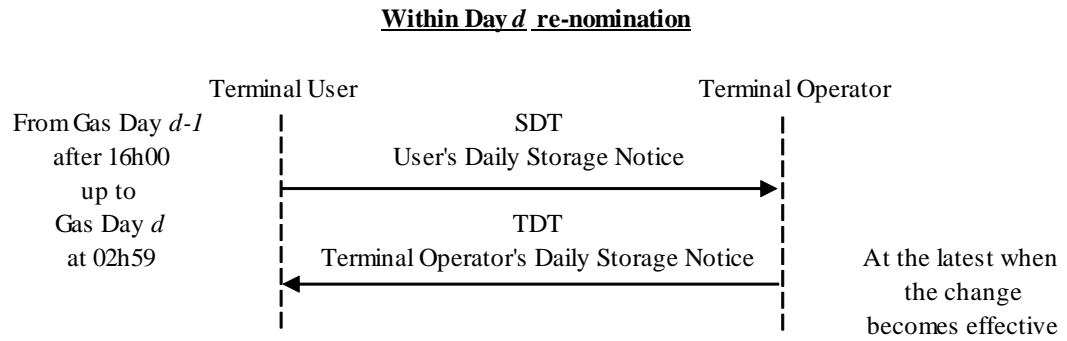 Within Day d re-nomination
Terminal User
Terminal Operator
From Gas Day d-1
after 16h00
up to
Gas Day d
at 02h59
SDT
User's Daily Storage Notice
TDT
Terminal Operator's Daily Storage Notice
At the latest when
the change
becomes effective